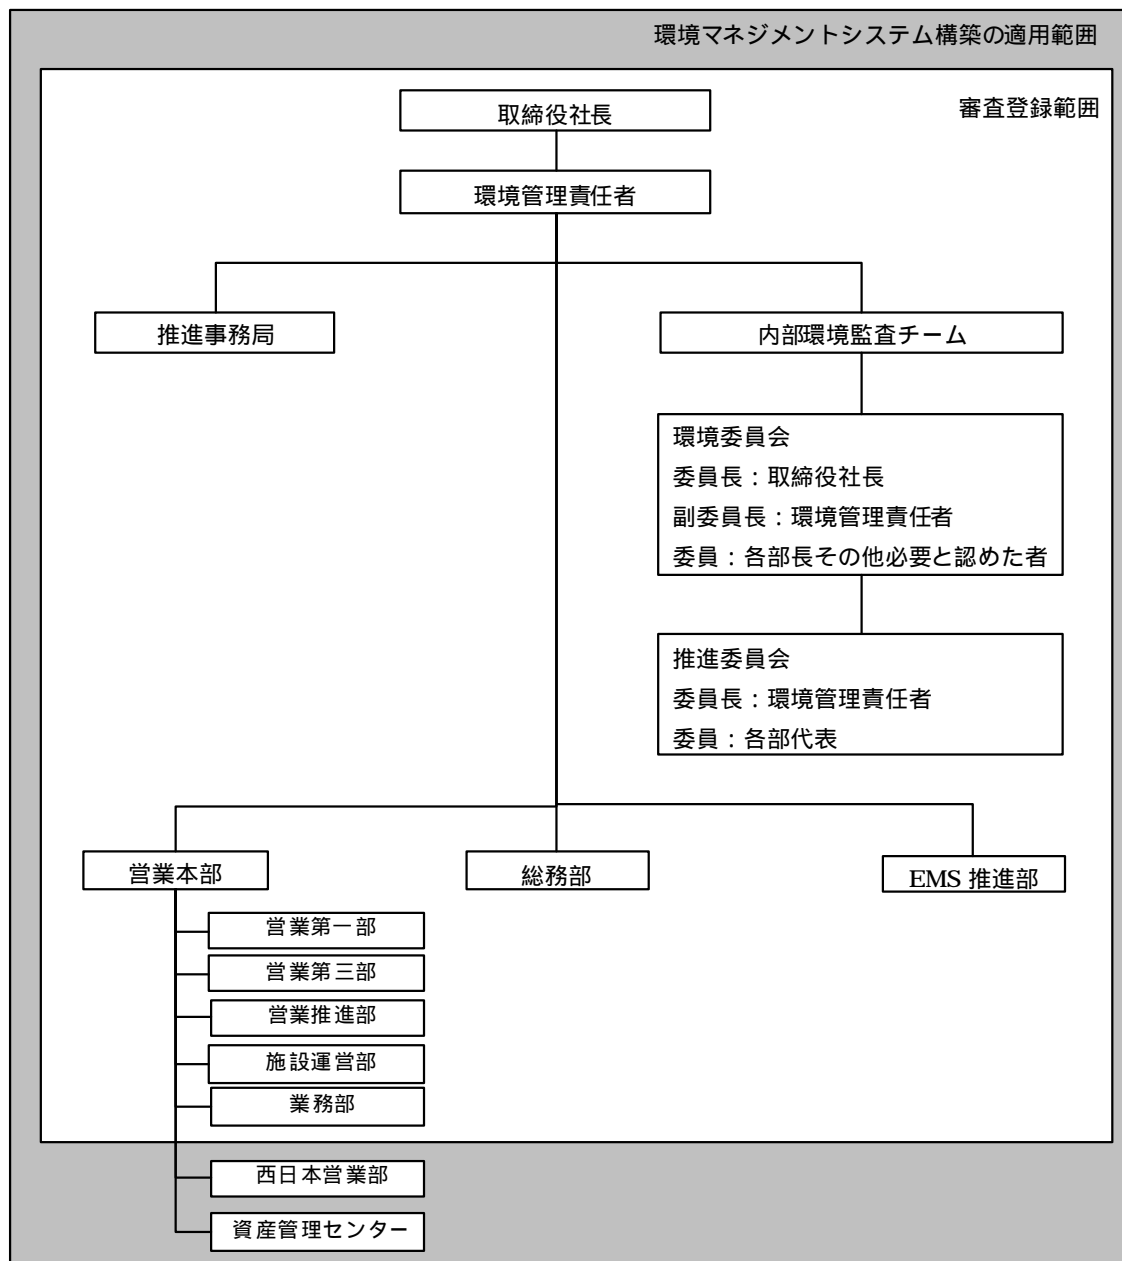 環境マネジメントシステム構築の適用範囲
審査登録範囲
取締役社長
環境管理責任者
推進事務局
内部環境監査チーム
環境委員会
委員長：取締役社長
副委員長：環境管理責任者
委員：各部長その他必要と認めた者
推進委員会
委員長：環境管理責任者
委員：各部代表
営業本部
総務部
EMS 推進部
営業第一部
営業第三部
営業推進部
施設運営部
業務部
西日本営業部
資産管理センター